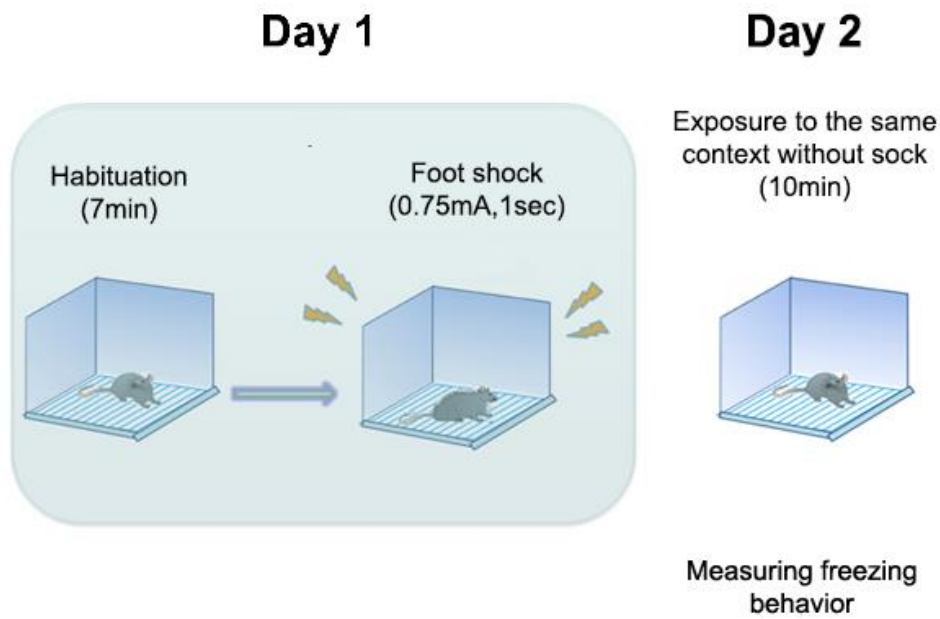 Day 1
Day 2
Habituation
(7min)
Foot shock
(0.75mA,1sec)
Exposure to the same
context without sock
(10min)
Measuring freezing
behavior